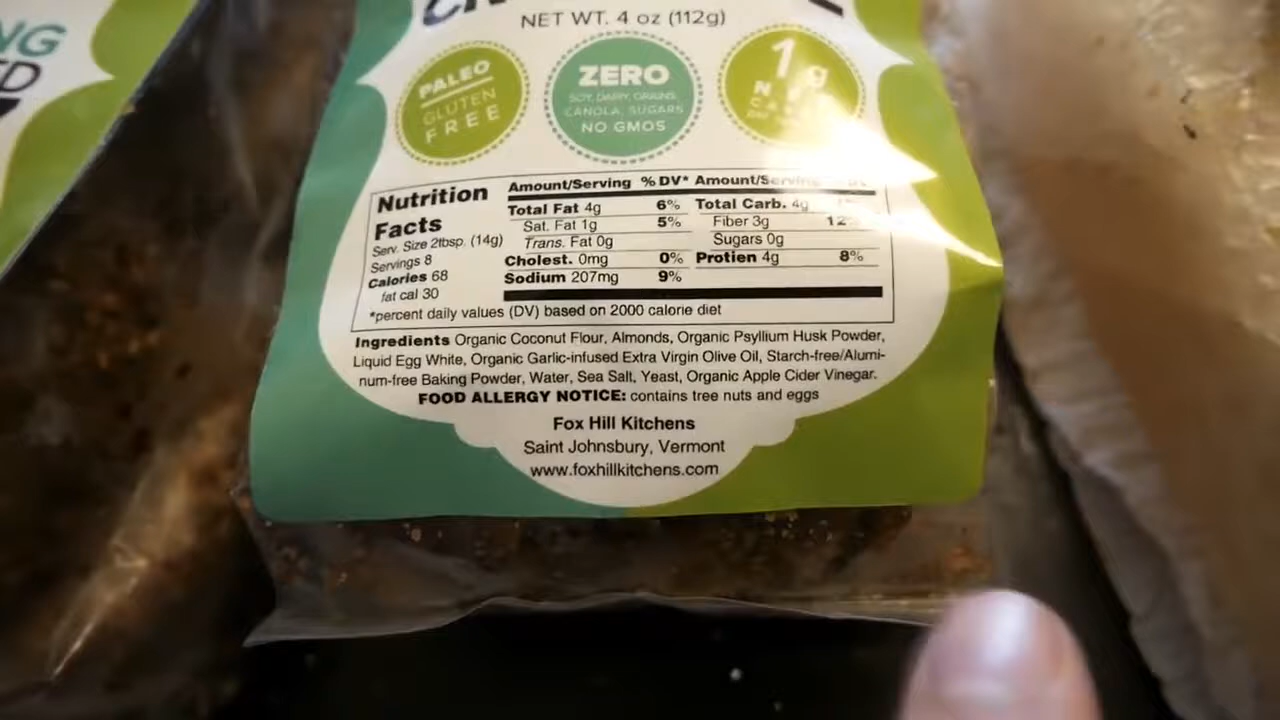 NG
ED
NET WT. 4 oz (112g)
PALEO
GLUTEN
FREE
ZERO
SOY, DAIRY, GRAINS,
CANOLA, SUGARS
NO GMOS
1g
Nutrition
Facts
Serv. Size 2tbsp. (14g)
Servings 8
Calories 68
fat cal 30
Amount/Serving %DV* Amount/Serving
Total Fat 4g 6% Total Carb. 4g
Sat. Fat 1g 5% Fiber 3g 12
Trans. Fat 0g Sugars 0g
Cholest. 0mg 0% Protien 4g 8%
Sodium 207mg 9%
*percent daily values (DV) based on 2000 calorie diet
Ingredients Organic Coconut Flour, Almonds, Organic Psyllium Husk Powder,
Liquid Egg White, Organic Garlic-infused Extra Virgin Olive Oil, Starch-free/Alumi-
num-free Baking Powder, Water, Sea Salt, Yeast, Organic Apple Cider Vinegar.
FOOD ALLERGY NOTICE: contains tree nuts and eggs
Fox Hill Kitchens
Saint Johnsbury, Vermont
www.foxhillkitchens.com